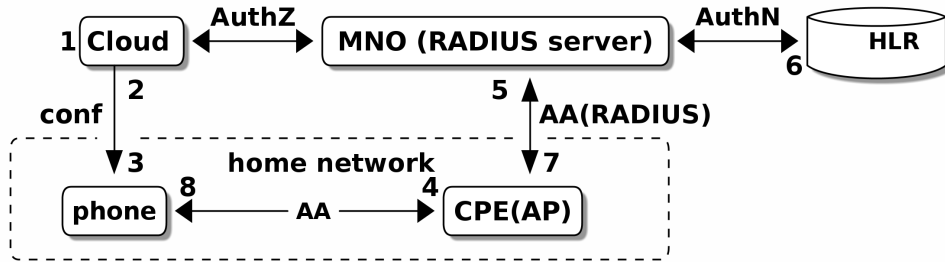 AuthZ
AuthN
1 Cloud
MNO (RADIUS server)
HLR
6
2
5
conf
AA(RADIUS)
3
home network
7
8
4
phone
AA
CPE(AP)